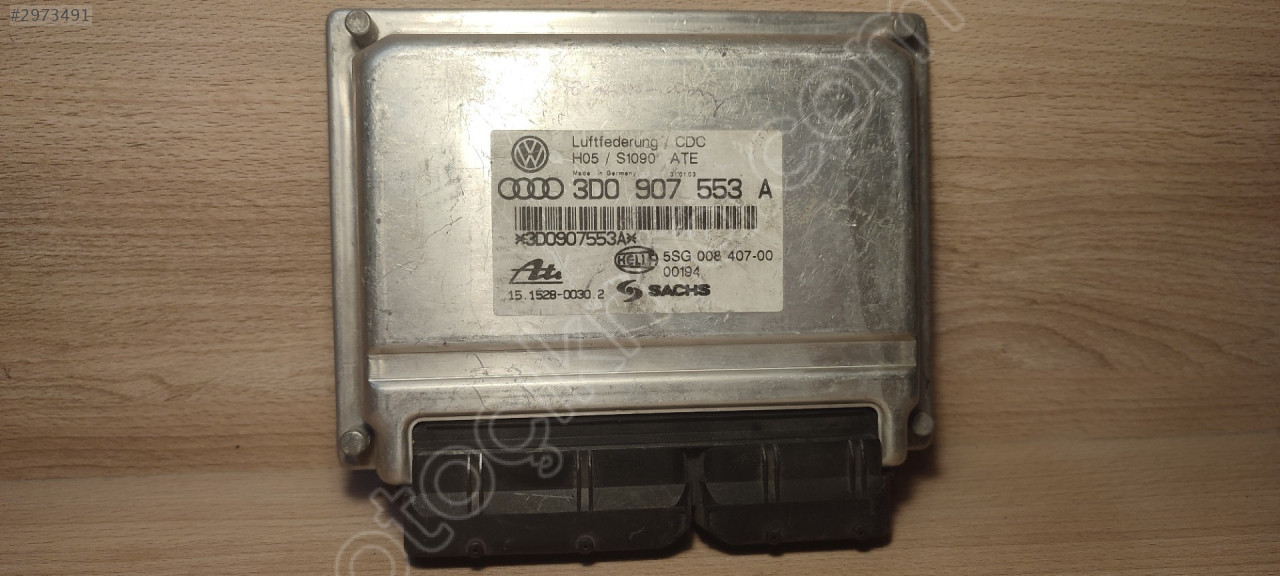 #2973491
Luftfederung / CDC
H05 / S1090 ATE
Made in Germany
3D0 907 553 A
*3D0907553A*
HELLA 5SG 008 407-00
00194
Ate
15.1528-0030.2 SACHS